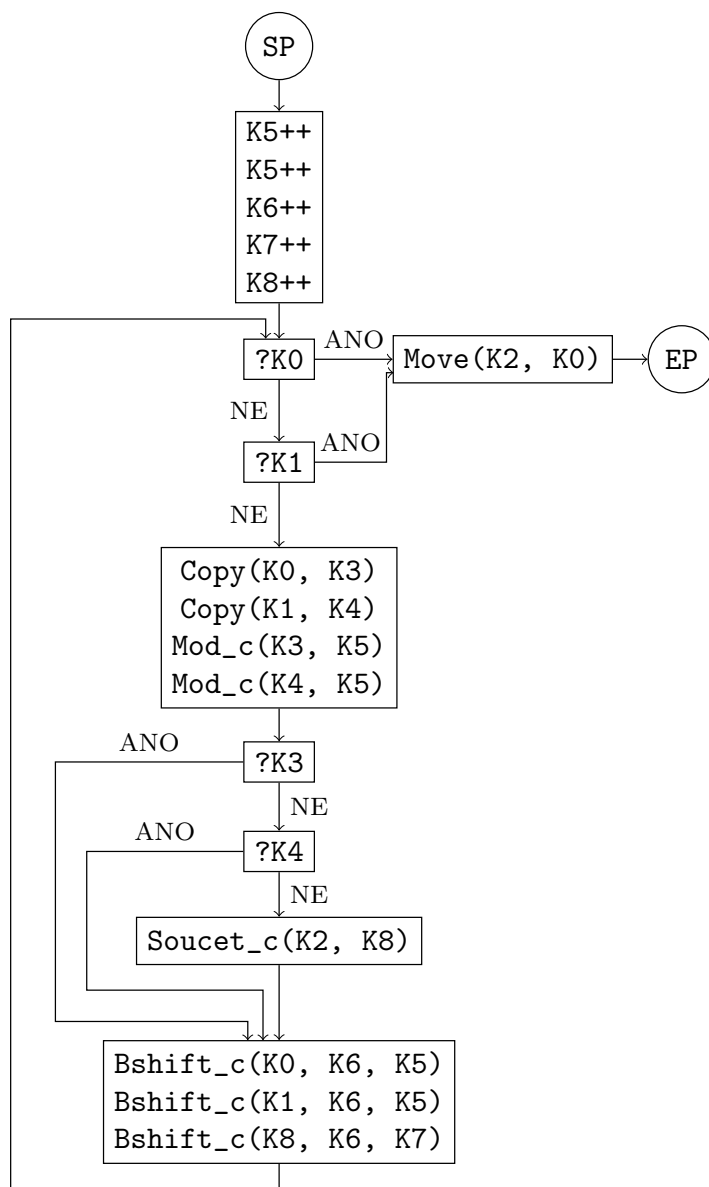 SP
K5++
K5++
K6++
K7++
K8++
?K0
ANO
Move(K2, K0)
EP
NE
?K1
ANO
NE
Copy(K0, K3)
Copy(K1, K4)
Mod_c(K3, K5)
Mod_c(K4, K5)
ANO
?K3
NE
ANO
?K4
NE
Soucet_c(K2, K8)
Bshift_c(K0, K6, K5)
Bshift_c(K1, K6, K5)
Bshift_c(K8, K6, K7)